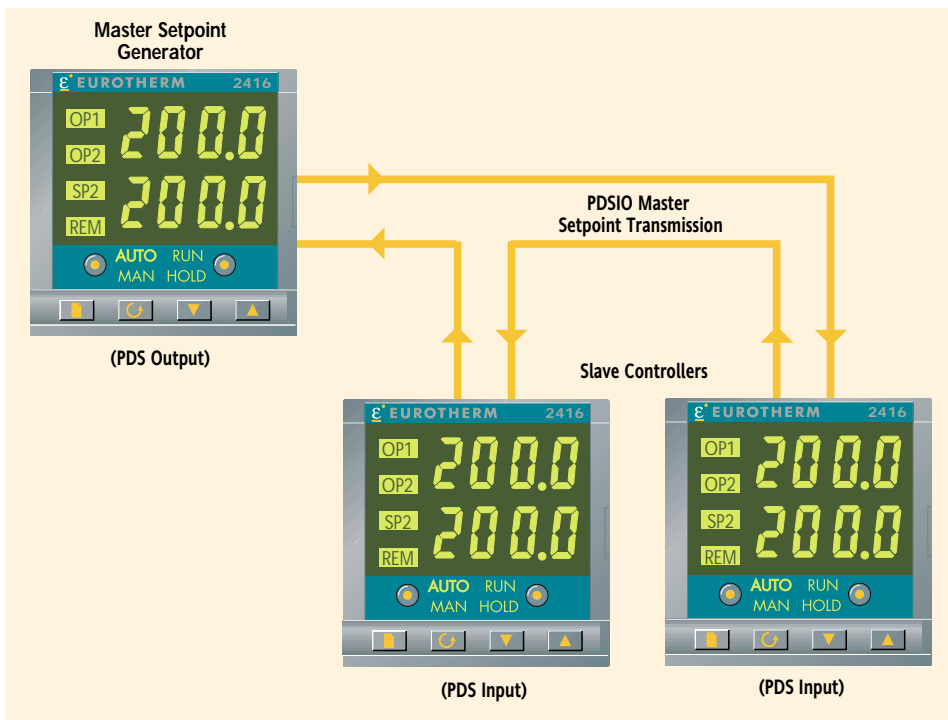 Master Setpoint
Generator
ε EUROTHERM 2416
OP1 200.0
OP2
SP2 200.0
REM
AUTO RUN
MAN HOLD
(PDS Output)
PDSIO Master
Setpoint Transmission
Slave Controllers
ε EUROTHERM 2416
OP1 200.0
OP2
SP2 200.0
REM
AUTO RUN
MAN HOLD
(PDS Input)
ε EUROTHERM 2416
OP1 200.0
OP2
SP2 200.0
REM
AUTO RUN
MAN HOLD
(PDS Input)